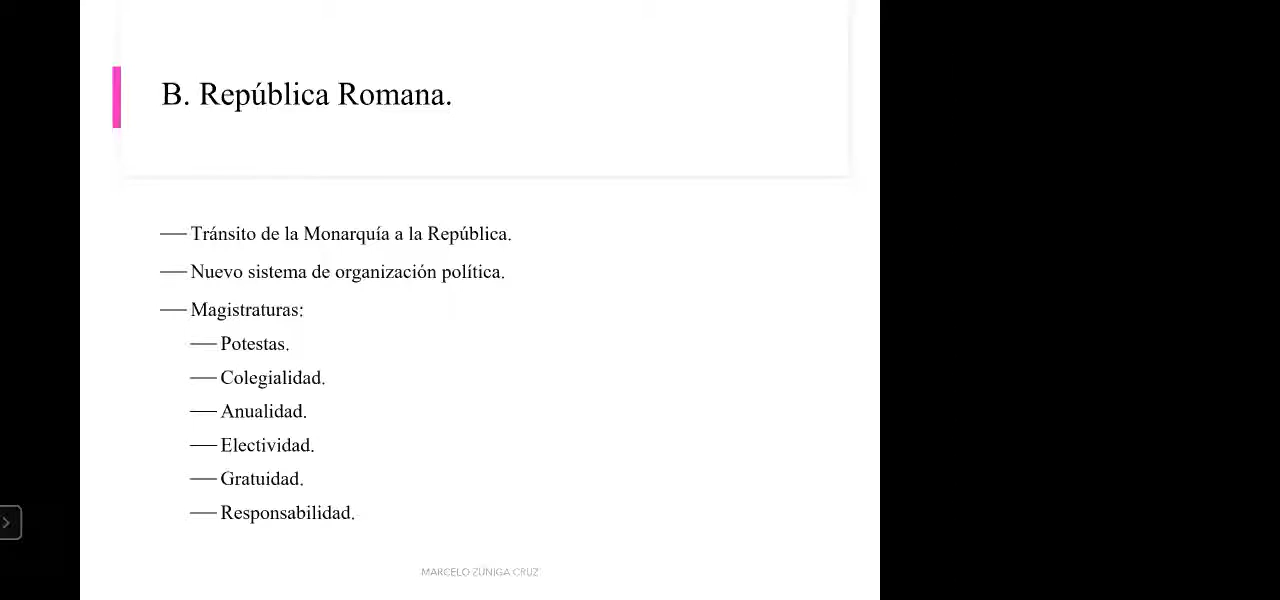 B. República Romana.
— Tránsito de la Monarquía a la República.
— Nuevo sistema de organización política.
— Magistraturas:
— Potestas.
— Colegialidad.
— Anualidad.
— Electividad.
— Gratuidad.
— Responsabilidad.
MARCELO ZÚNIGA CRUZ